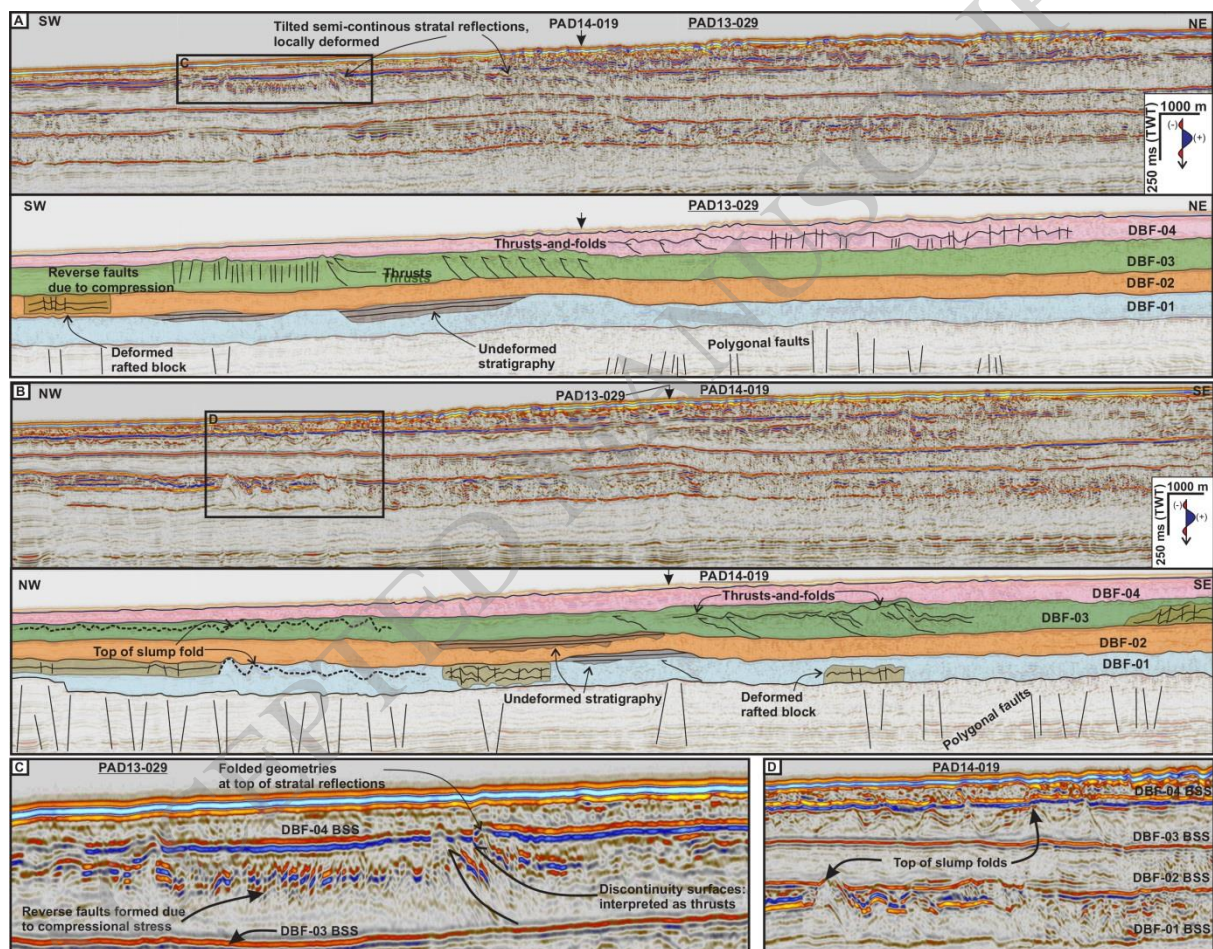 A
SW
Tilted semi-continous stratal reflections,
locally deformed
PAD14-019
PAD13-029
NE
C
1000 m
(-)
(+)
250 ms (TWT)
SW
PAD13-029
NE
Thrusts-and-folds
DBF-04
Reverse faults
due to compression
Thrusts
Thrusts
DBF-03
DBF-02
DBF-01
Deformed
rafted block
Undeformed
stratigraphy
Polygonal faults
B
NW
PAD13-029
PAD14-019
SE
D
1000 m
(-)
(+)
250 ms (TWT)
NW
PAD14-019
SE
Thrusts-and-folds
DBF-04
DBF-03
Top of slump fold
DBF-02
DBF-01
Undeformed stratigraphy
Deformed
rafted block
Polygonal faults
C
PAD13-029
Folded geometries
at top of stratal reflections
DBF-04 BSS
Reverse faults formed due
to compressional stress
DBF-03 BSS
Discontinuity surfaces:
interpreted as thrusts
D
PAD14-019
DBF-04 BSS
DBF-03 BSS
Top of slump folds
DBF-02 BSS
DBF-01 BSS
ACCEPTED MANUSCRIPT